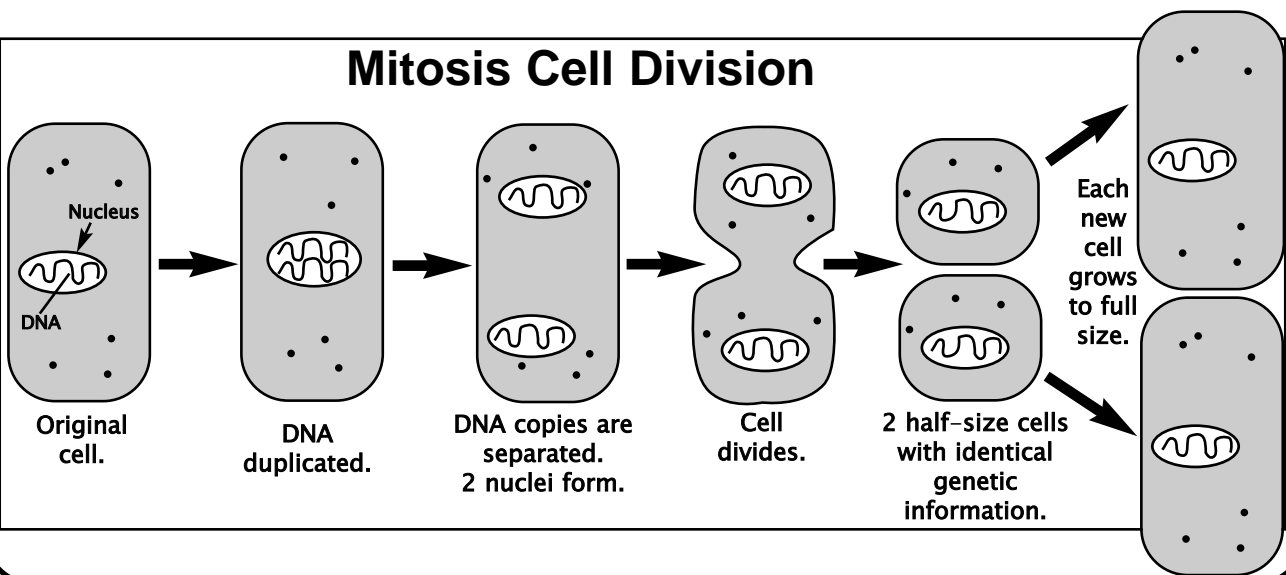 Mitosis Cell Division
Nucleus
DNA
Original
cell.
DNA
duplicated.
DNA copies are
separated.
2 nuclei form.
Cell
divides.
2 half-size cells
with identical
genetic
information.
Each
new
cell
grows
to full
size.